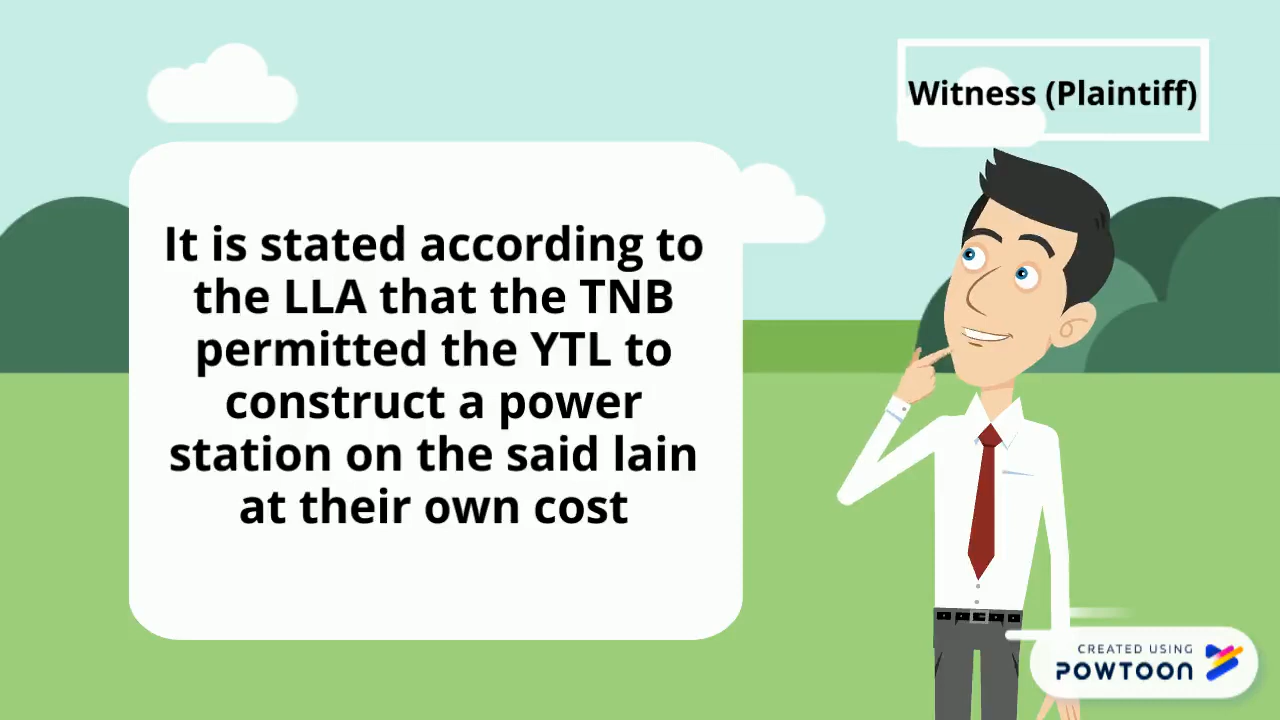 Witness (Plaintiff)
It is stated according to
the LLA that the TNB
permitted the YTL to
construct a power
station on the said lain
at their own cost
CREATED USING
POWTOON